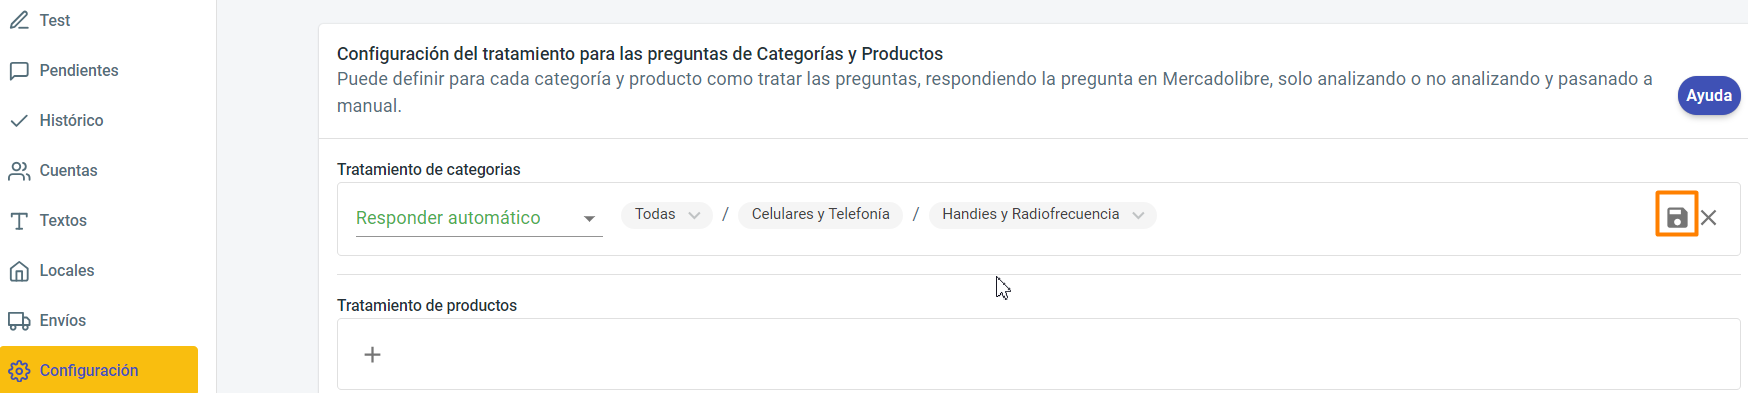 Test
Pendientes
Histórico
Cuentas
Textos
Locales
Envíos
Configuración
Configuración del tratamiento para las preguntas de Categorías y Productos
Puede definir para cada categoría y producto como tratar las preguntas, respondiendo la pregunta en Mercadolibre, solo analizando o no analizando y pasanado a
manual.
Ayuda
Tratamiento de categorias
Responder automático Todas / Celulares y Telefonía / Handies y Radiofrecuencia
Tratamiento de productos